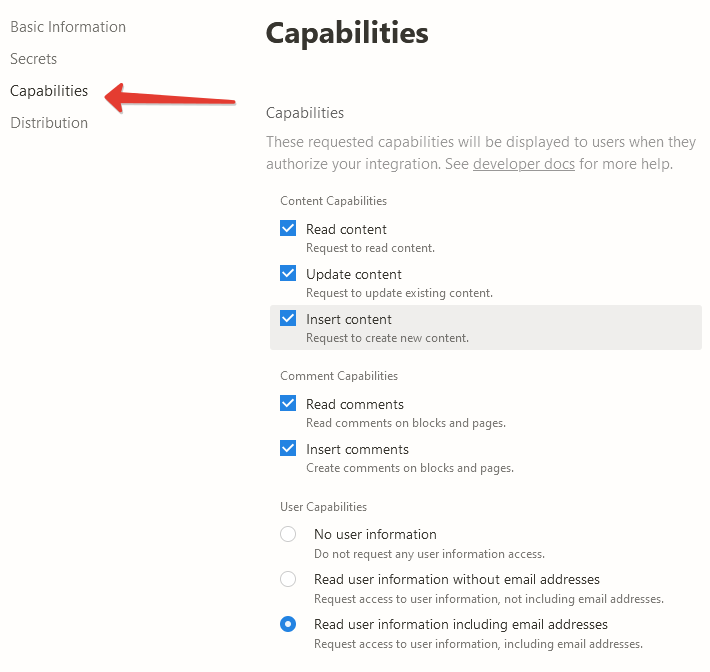 Basic Information
Secrets
Capabilities
Distribution
Capabilities
Capabilities
These requested capabilities will be displayed to users when they
authorize your integration. See developer docs for more help.
Content Capabilities
Read content
Request to read content.
Update content
Request to update existing content.
Insert content
Request to create new content.
Comment Capabilities
Read comments
Read comments on blocks and pages.
Insert comments
Create comments on blocks and pages.
User Capabilities
No user information
Do not request any user information access.
Read user information without email addresses
Request access to user information, not including email addresses.
Read user information including email addresses
Request access to user information, including email addresses.